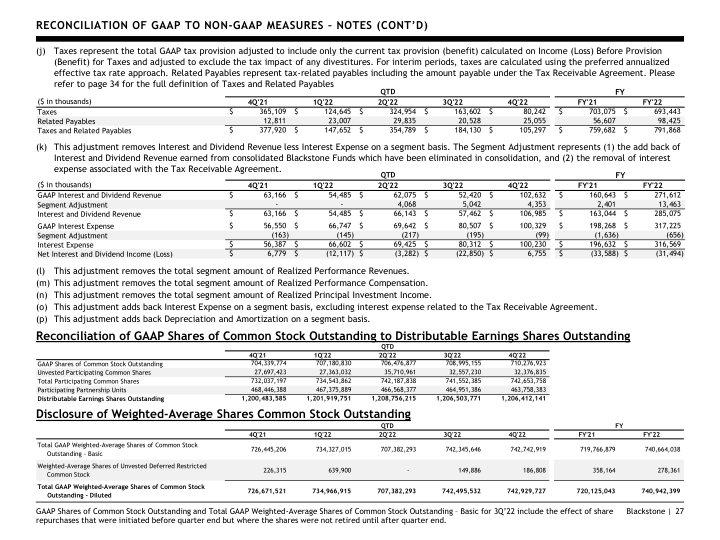 RECONCILIATION OF GAAP TO NON-GAAP MEASURES – NOTES (CONT'D)
(j) Taxes represent the total GAAP tax provision adjusted to include only the current tax provision (benefit) calculated on Income (Loss) Before Provision
(Benefit) for Taxes and adjusted to exclude the tax impact of any divestitures. For interim periods, taxes are calculated using the preferred annualized
effective tax rate approach. Related Payables represent tax-related payables including the amount payable under the Tax Receivable Agreement. Please
refer to page 34 for the full definition of Taxes and Related Payables
QTD FY
($ in thousands) 4Q'21 1Q'22 2Q'22 3Q'22 4Q'22 FY'21 FY'22
Taxes $ 365,109 $ 124,645 $ 324,954 $ 163,602 $ 80,242 $ 703,075 $ 693,443
Related Payables 12,811 23,007 29,835 20,528 25,055 56,607 98,425
Taxes and Related Payables $ 377,920 $ 147,652 $ 354,789 $ 184,130 $ 105,297 $ 759,682 $ 791,868
(k) This adjustment removes Interest and Dividend Revenue less Interest Expense on a segment basis. The Segment Adjustment represents (1) the add back of
Interest and Dividend Revenue earned from consolidated Blackstone Funds which have been eliminated in consolidation, and (2) the removal of interest
expense associated with the Tax Receivable Agreement.
QTD FY
($ in thousands) 4Q'21 1Q'22 2Q'22 3Q'22 4Q'22 FY'21 FY'22
GAAP Interest and Dividend Revenue $ 63,166 $ 54,485 $ 62,075 $ 52,420 $ 102,632 $ 160,643 $ 271,612
Segment Adjustment - - 4,068 5,042 4,353 2,401 13,463
Interest and Dividend Revenue $ 63,166 $ 54,485 $ 66,143 $ 57,462 $ 106,985 $ 163,044 $ 285,075
GAAP Interest Expense $ 56,550 $ 66,747 $ 69,642 $ 80,507 $ 100,329 $ 198,268 $ 317,225
Segment Adjustment (163) (145) (217) (195) (99) (1,636) (656)
Interest Expense $ 56,387 $ 66,602 $ 69,425 $ 80,312 $ 100,230 $ 196,632 $ 316,569
Net Interest and Dividend Income (Loss) $ 6,779 $ (12,117) $ (3,282) $ (22,850) $ 6,755 $ (33,588) $ (31,494)
(l) This adjustment removes the total segment amount of Realized Performance Revenues.
(m) This adjustment removes the total segment amount of Realized Performance Compensation.
(n) This adjustment removes the total segment amount of Realized Principal Investment Income.
(o) This adjustment adds back Interest Expense on a segment basis, excluding interest expense related to the Tax Receivable Agreement.
(p) This adjustment adds back Depreciation and Amortization on a segment basis.
Reconciliation of GAAP Shares of Common Stock Outstanding to Distributable Earnings Shares Outstanding
QTD
4Q'21 1Q'22 2Q'22 3Q'22 4Q'22
GAAP Shares of Common Stock Outstanding 704,339,774 707,180,830 706,476,877 708,995,155 710,276,923
Unvested Participating Common Shares 27,697,423 27,363,032 35,710,961 32,557,230 32,376,835
Total Participating Common Shares 732,037,197 734,543,862 742,187,838 741,552,385 742,653,758
Participating Partnership Units 468,446,388 467,375,889 466,568,377 464,951,386 463,758,383
Distributable Earnings Shares Outstanding 1,200,483,585 1,201,919,751 1,208,756,215 1,206,503,771 1,206,412,141
Disclosure of Weighted-Average Shares Common Stock Outstanding
QTD FY
4Q'21 1Q'22 2Q'22 3Q'22 4Q'22 FY'21 FY'22
Total GAAP Weighted-Average Shares of Common Stock
Outstanding - Basic 726,445,206 734,327,015 707,382,293 742,345,646 742,742,919 719,766,879 740,664,038
Weighted-Average Shares of Unvested Deferred Restricted
Common Stock 226,315 639,900 - 149,886 186,808 358,164 278,361
Total GAAP Weighted-Average Shares of Common Stock
Outstanding - Diluted 726,671,521 734,966,915 707,382,293 742,495,532 742,929,727 720,125,043 740,942,399
GAAP Shares of Common Stock Outstanding and Total GAAP Weighted-Average Shares of Common Stock Outstanding – Basic for 3Q'22 include the effect of share
repurchases that were initiated before quarter end but where the shares were not retired until after quarter end.
Blackstone | 27